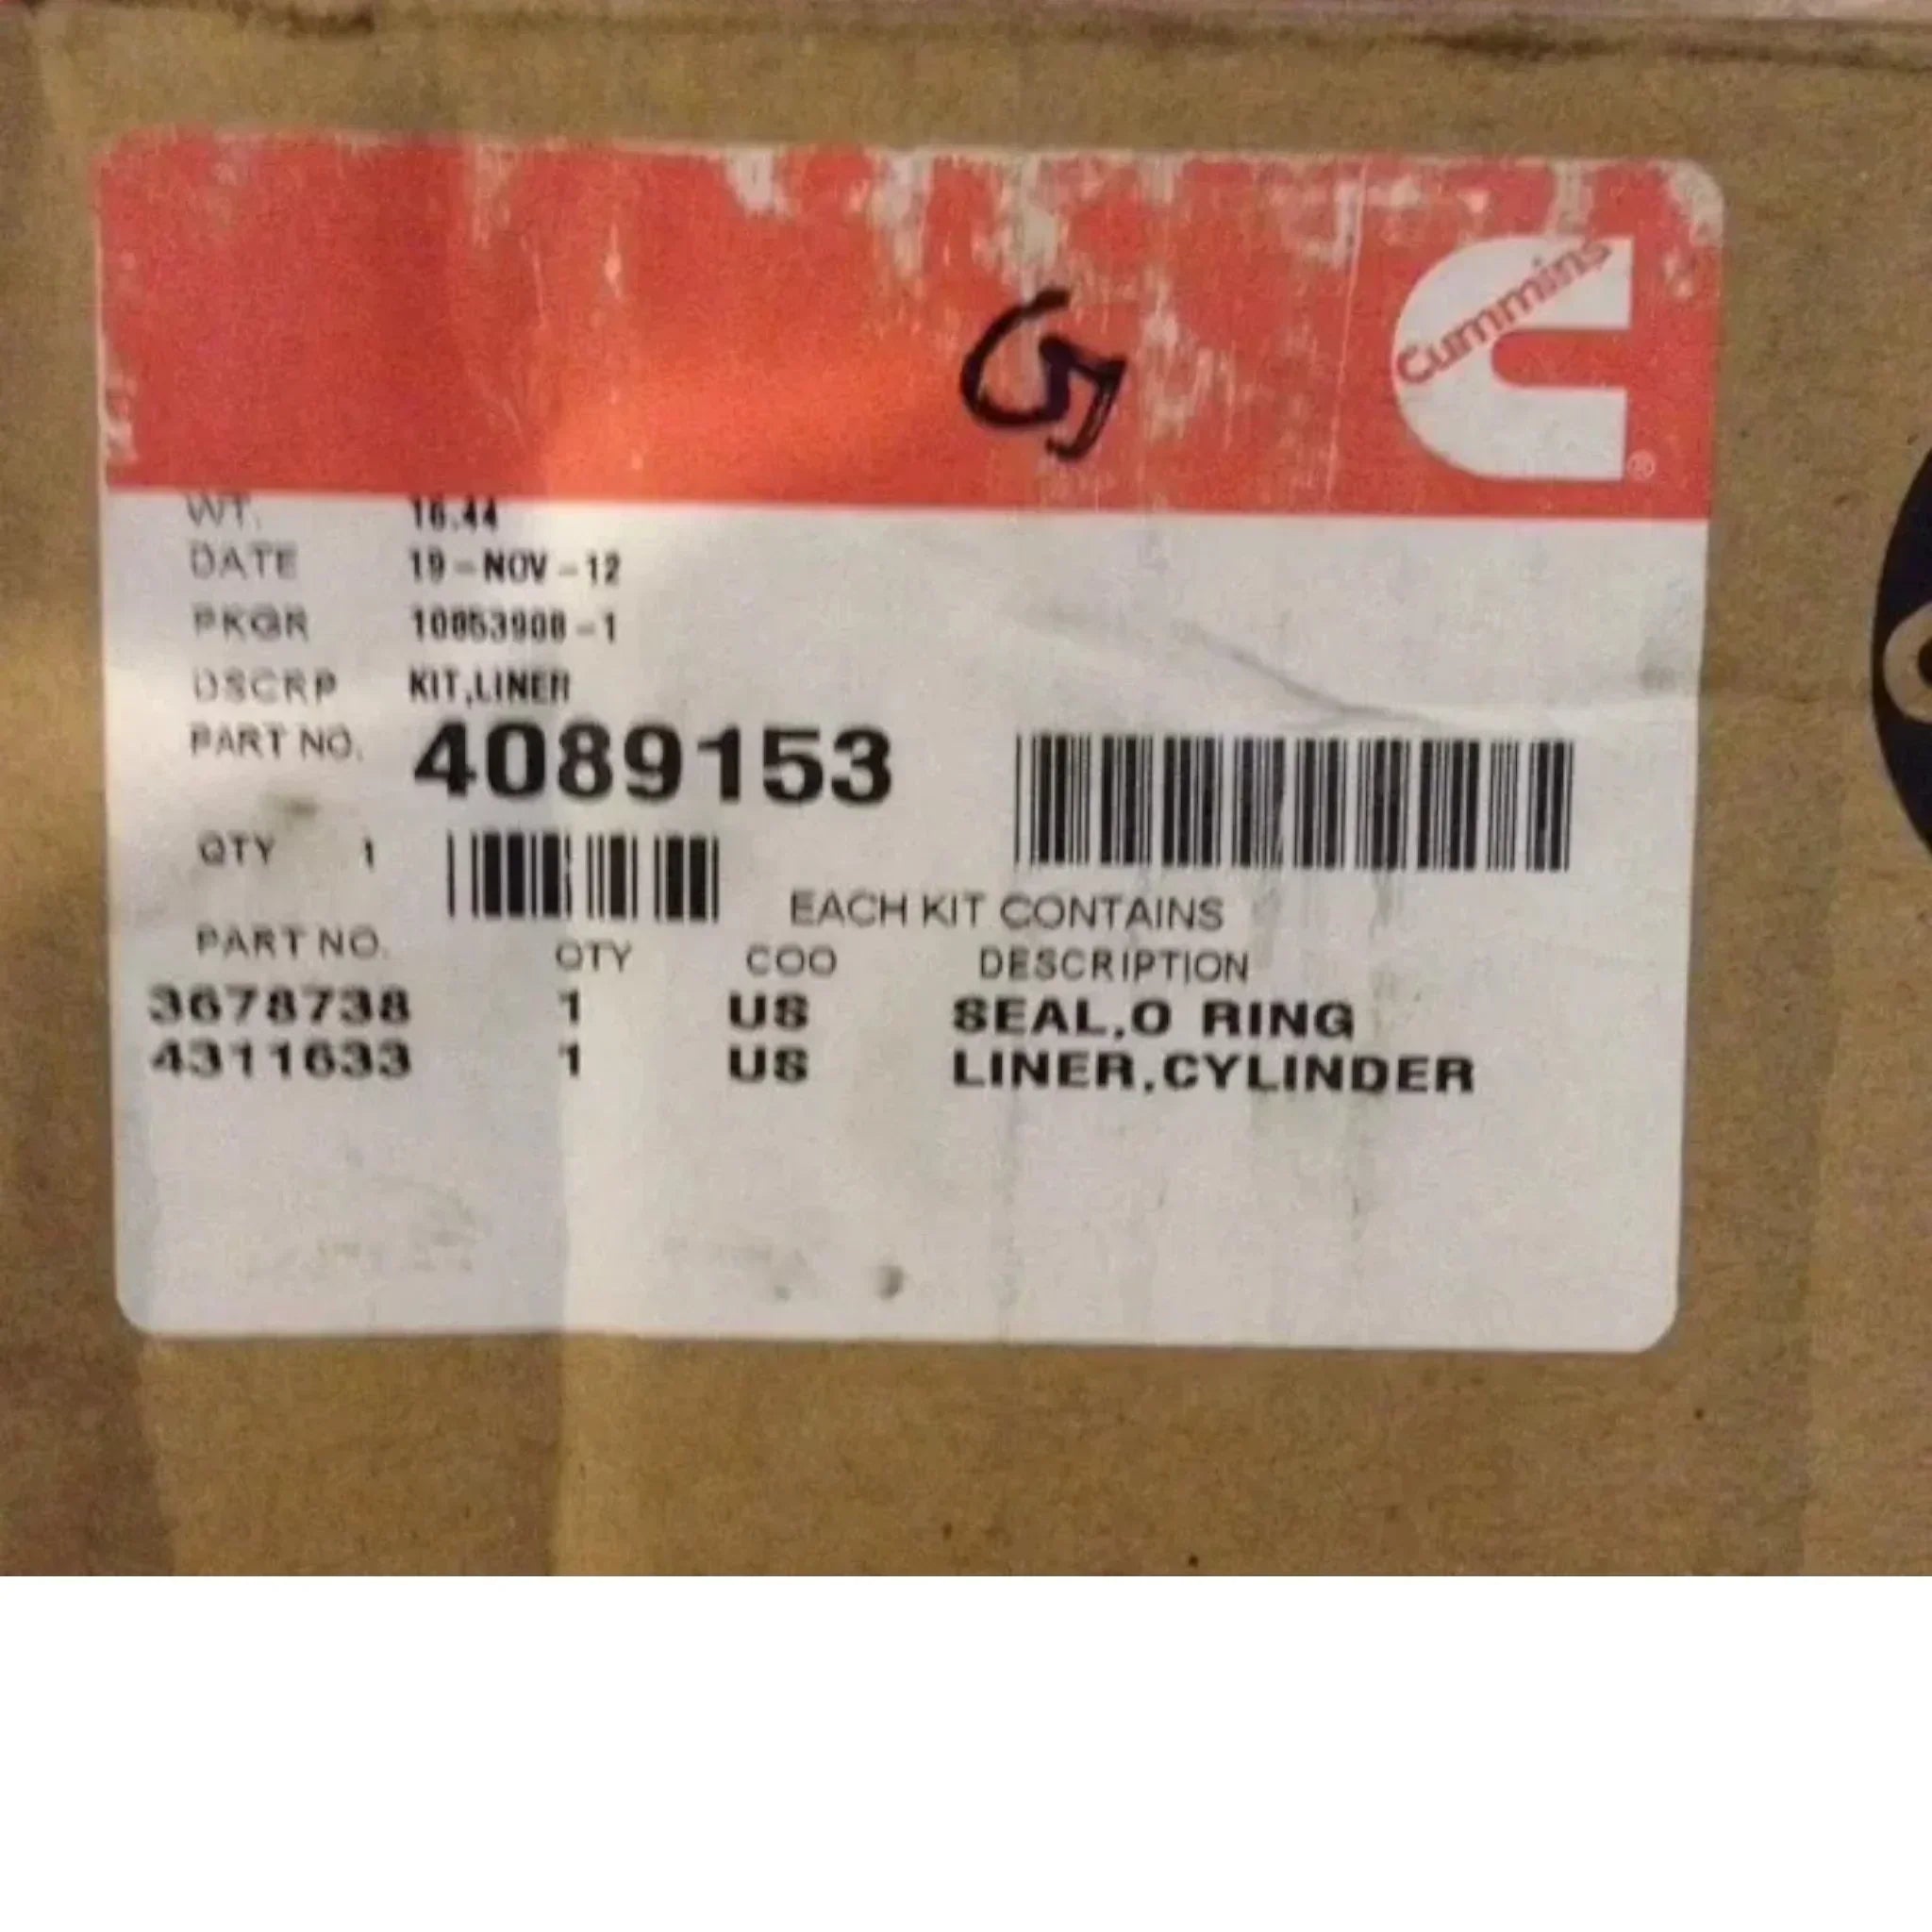 Cummins
®
WT. 16.44
DATE 19-NOV-12
PKGR 10853908-1
DSCRP KIT,LINER
PART NO. 4089153
QTY 1
EACH KIT CONTAINS
PART NO. QTY COO DESCRIPTION
3678738 1 US SEAL,O RING
4311633 1 US LINER,CYLINDER